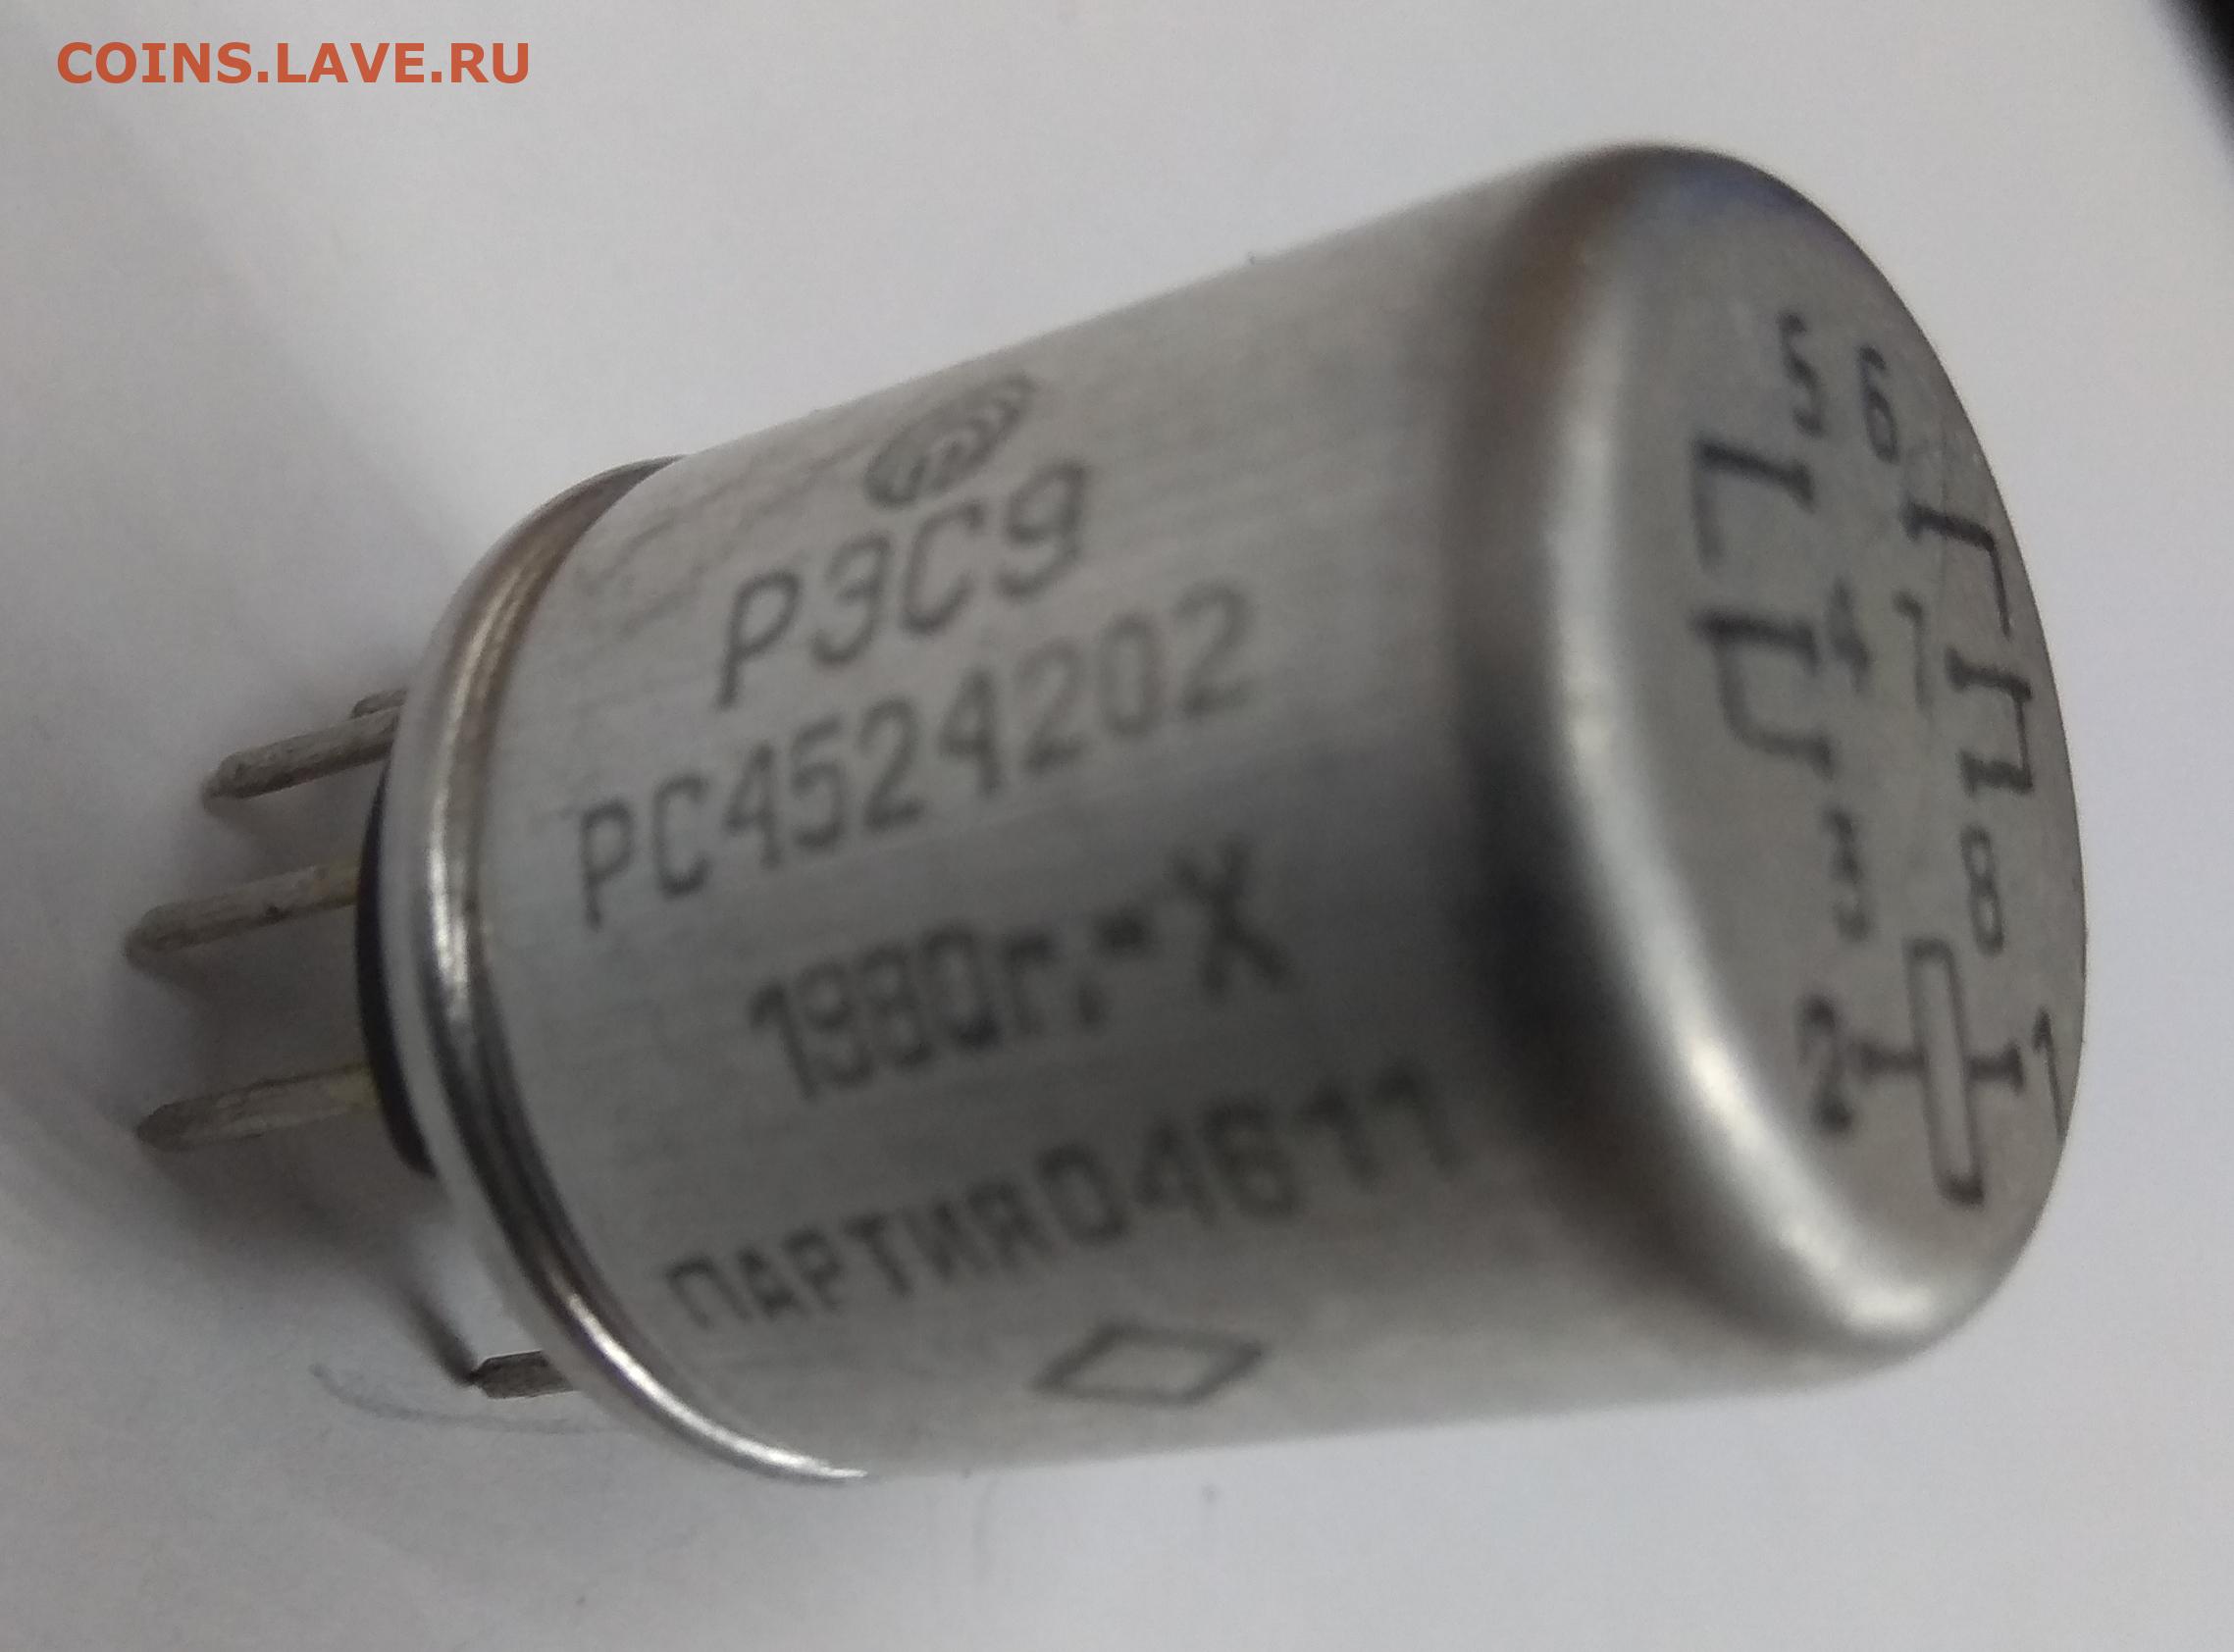 COINS.LAVE.RU
РЭС9
РС4524202
1980г.-X
ПАРТИЯ04611
5 6
4 7
3 8
2 1